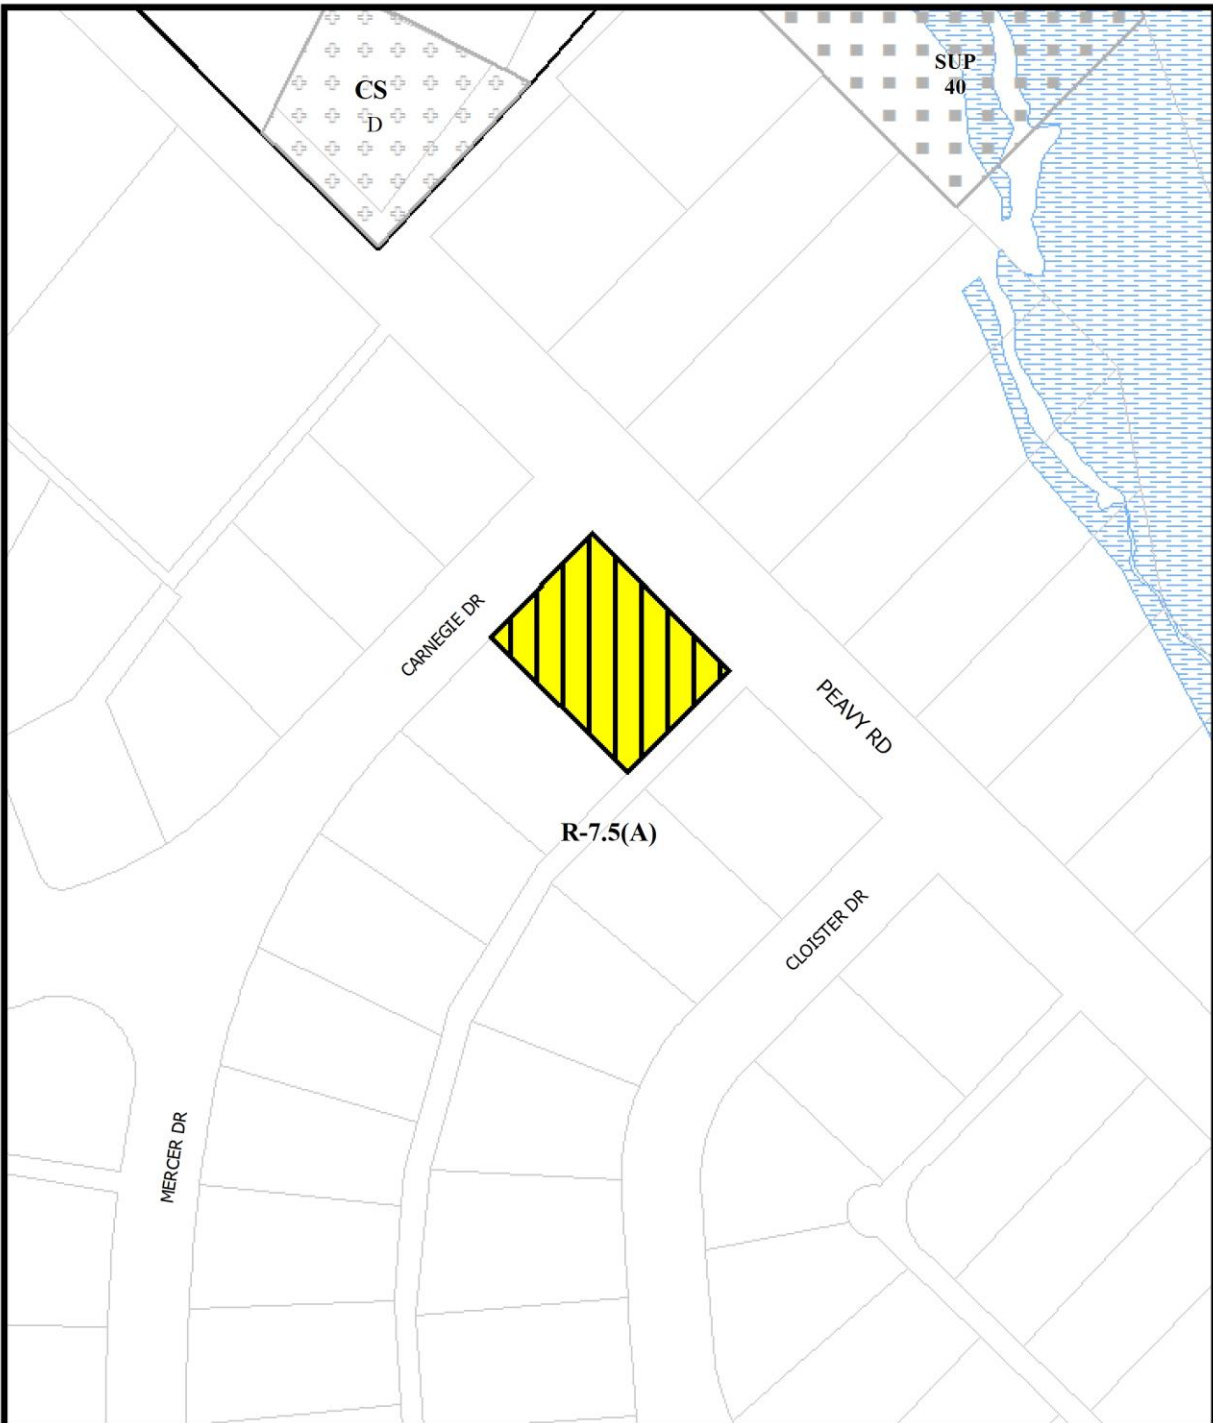 CS
D
SUP
40
CARNEGIE DR
PEAVY RD
R-7.5(A)
CLOISTER DR
MERCER DR